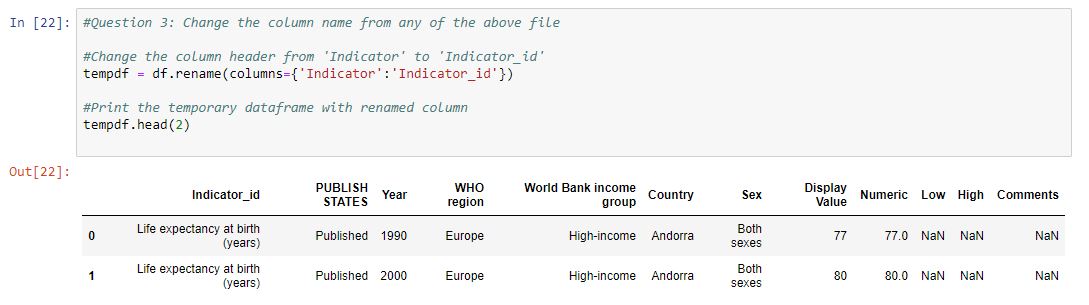 In [22]: #Question 3: Change the column name from any of the above file
#Change the column header from 'Indicator' to 'Indicator_id'
tempdf = df.rename(columns={'Indicator':'Indicator_id'})
#Print the temporary dataframe with renamed column
tempdf.head(2)
Out[22]:
Indicator_id PUBLISH STATES Year WHO region World Bank income group Country Sex Display Value Numeric Low High Comments
0 Life expectancy at birth (years) Published 1990 Europe High-income Andorra Both sexes 77 77.0 NaN NaN NaN
1 Life expectancy at birth (years) Published 2000 Europe High-income Andorra Both sexes 80 80.0 NaN NaN NaN